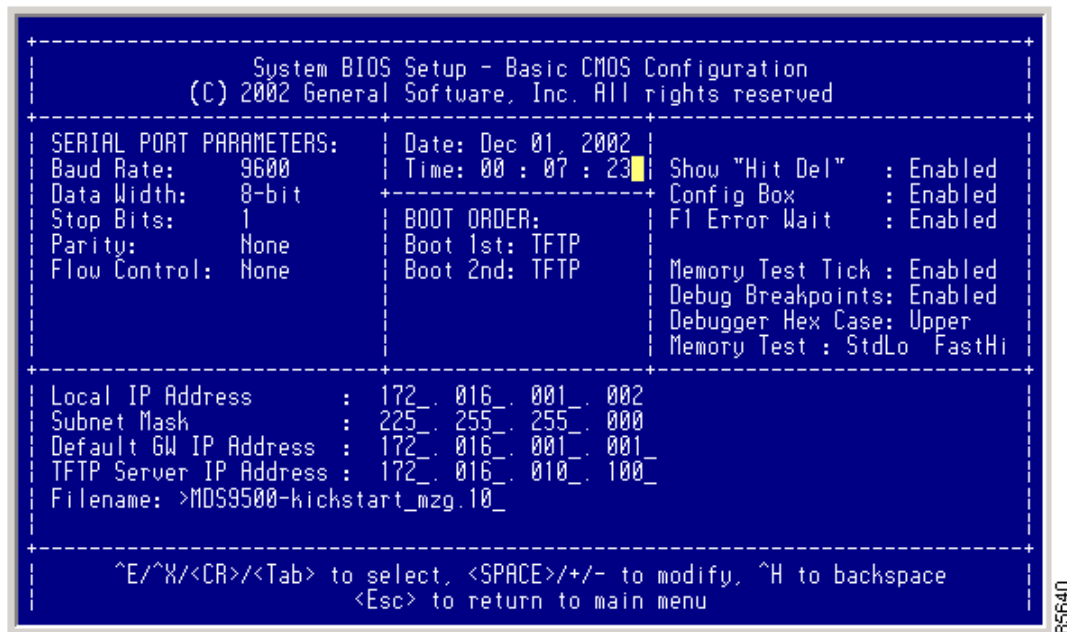 System BIOS Setup - Basic CMOS Configuration
(C) 2002 General Software, Inc. All rights reserved
SERIAL PORT PARAMETERS:
Baud Rate: 9600
Data Width: 8-bit
Stop Bits: 1
Parity: None
Flow Control: None
Date: Dec 01, 2002
Time: 00 : 07 : 23
BOOT ORDER:
Boot 1st: TFTP
Boot 2nd: TFTP
Show "Hit Del" : Enabled
Config Box : Enabled
F1 Error Wait : Enabled
Memory Test Tick : Enabled
Debug Breakpoints: Enabled
Debugger Hex Case: Upper
Memory Test : StdLo FastHi
Local IP Address : 172_. 016_. 001_. 002
Subnet Mask : 225_. 255_. 255_. 000
Default GW IP Address : 172_. 016_. 001_. 001_
TFTP Server IP Address : 172_. 016_. 010_. 100_
Filename: >MDS9500-kickstart_mzg.10_
^E/^X/<CR>/<Tab> to select, <SPACE>/+/- to modify, ^H to backspace
<Esc> to return to main menu
85640